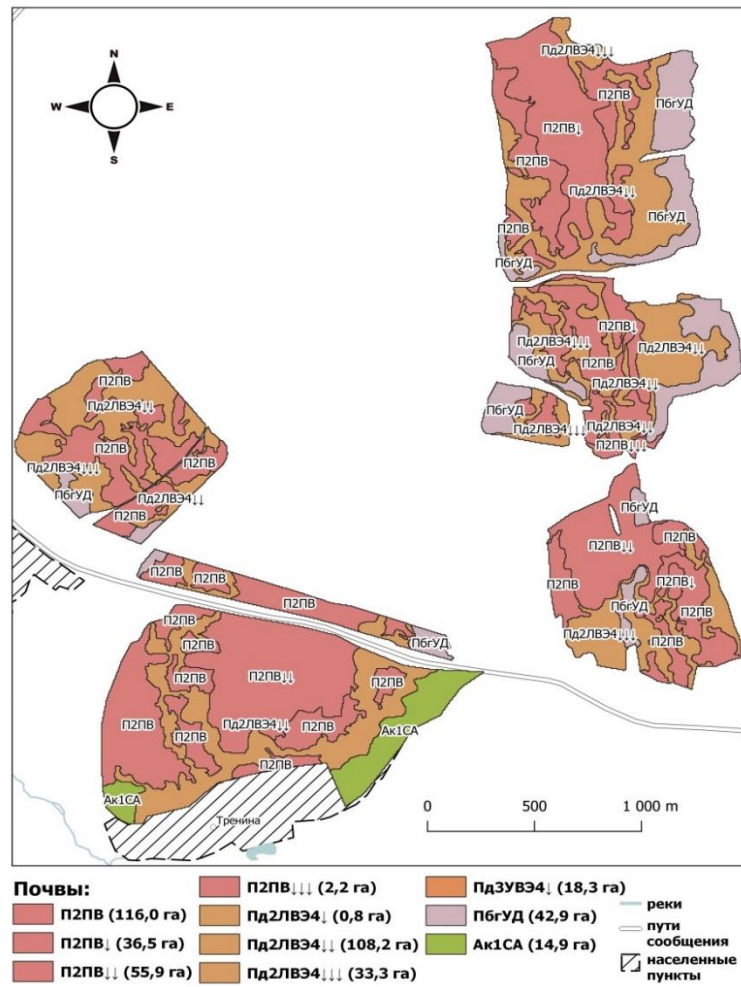 N
W
E
S
Пд2ЛВЭ4↓↓↓
П2ПВ
ПбгУД
П2ПВ↓
П2ПВ
Пд2ЛВЭ4↓↓
ПбгУД
П2ПВ
ПбгУД
П2ПВ↓
Пд2ЛВЭ4↓↓↓
Пд2ЛВЭ4↓↓
ПбгУД
П2ПВ
Пд2ЛВЭ4↓↓
ПбгУД
Пд2ЛВЭ4↓↓↓
Пд2ЛВЭ4↓↓
П2ПВ↓↓↓
П2ПВ
Пд2ЛВЭ4↓↓
П2ПВ
П2ПВ
Пд2ЛВЭ4↓↓↓
ПбгУД
Пд2ЛВЭ4↓↓
П2ПВ
ПбгУД
П2ПВ
П2ПВ↓↓
П2ПВ
П2ПВ↓
ПбгУД
П2ПВ
Пд2ЛВЭ4↓↓↓
П2ПВ
П2ПВ
П2ПВ
П2ПВ
ПбгУД
П2ПВ
П2ПВ
П2ПВ
П2ПВ↓↓
П2ПВ
П2ПВ
Пд2ЛВЭ4↓↓
П2ПВ
П2ПВ
П2ПВ
Ак1СА
Ак1СА
Тренина
0 500 1 000 m
Почвы:
П2ПВ (116,0 га)
П2ПВ↓ (36,5 га)
П2ПВ↓↓ (55,9 га)
П2ПВ↓↓↓ (2,2 га)
Пд2ЛВЭ4↓ (0,8 га)
Пд2ЛВЭ4↓↓ (108,2 га)
Пд2ЛВЭ4↓↓↓ (33,3 га)
Пд3УВЭ4↓ (18,3 га)
ПбгУД (42,9 га)
Ак1СА (14,9 га)
реки
пути
сообщения
населенные
пункты